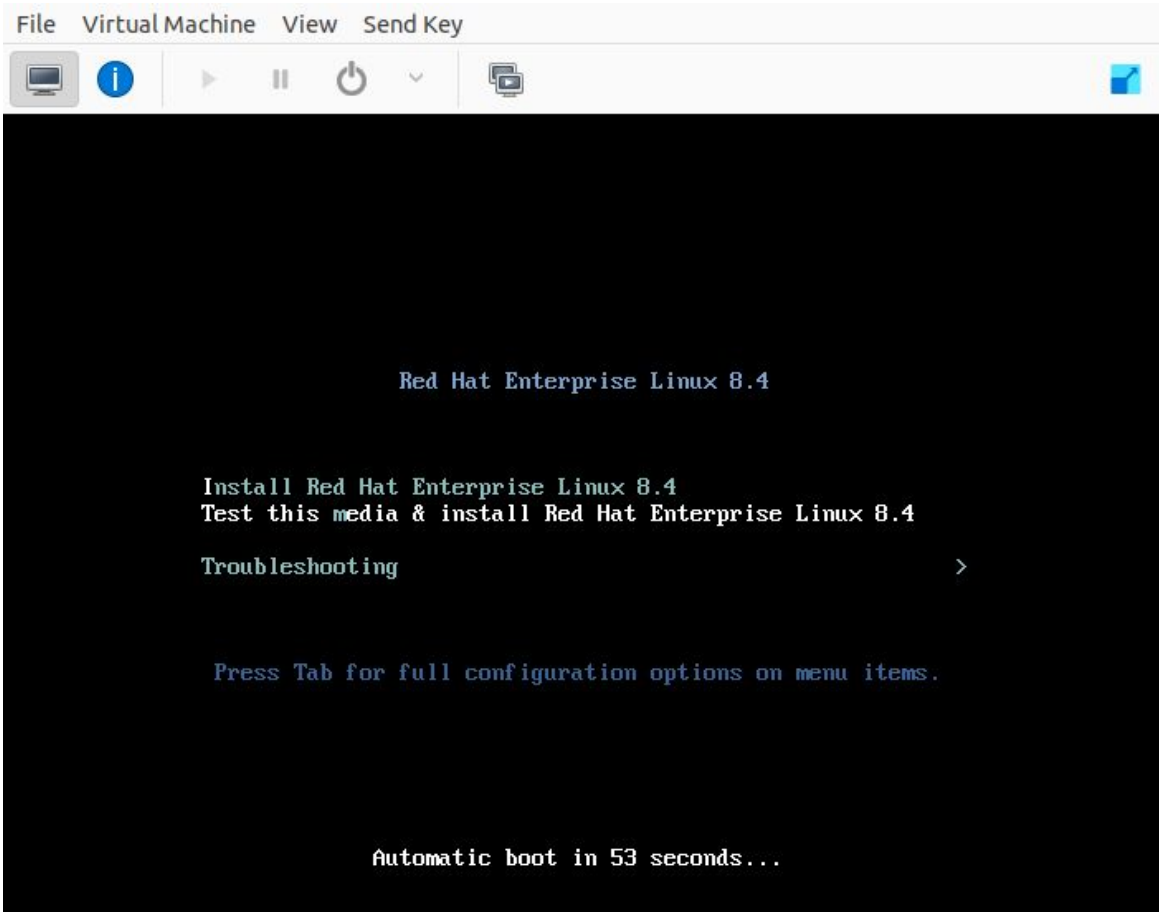 File Virtual Machine View Send Key
Red Hat Enterprise Linux 8.4
Install Red Hat Enterprise Linux 8.4
Test this media & install Red Hat Enterprise Linux 8.4
Troubleshooting >
Press Tab for full configuration options on menu items.
Automatic boot in 53 seconds...